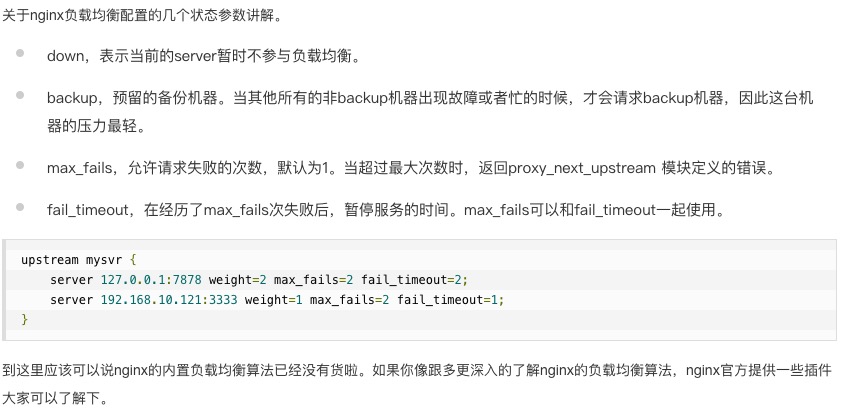 关于nginx负载均衡配置的几个状态参数讲解。
down，表示当前的server暂时不参与负载均衡。
backup，预留的备份机器。当其他所有的非backup机器出现故障或者忙的时候，才会请求backup机器，因此这台机
器的压力最轻。
max_fails，允许请求失败的次数，默认为1。当超过最大次数时，返回proxy_next_upstream 模块定义的错误。
fail_timeout，在经历了max_fails次失败后，暂停服务的时间。max_fails可以和fail_timeout一起使用。
upstream mysvr {
    server 127.0.0.1:7878 weight=2 max_fails=2 fail_timeout=2;
    server 192.168.10.121:3333 weight=1 max_fails=2 fail_timeout=1;
}
到这里应该可以说nginx的内置负载均衡算法已经没有货啦。如果你像跟多更深入的了解nginx的负载均衡算法，nginx官方提供一些插件
大家可以了解下。